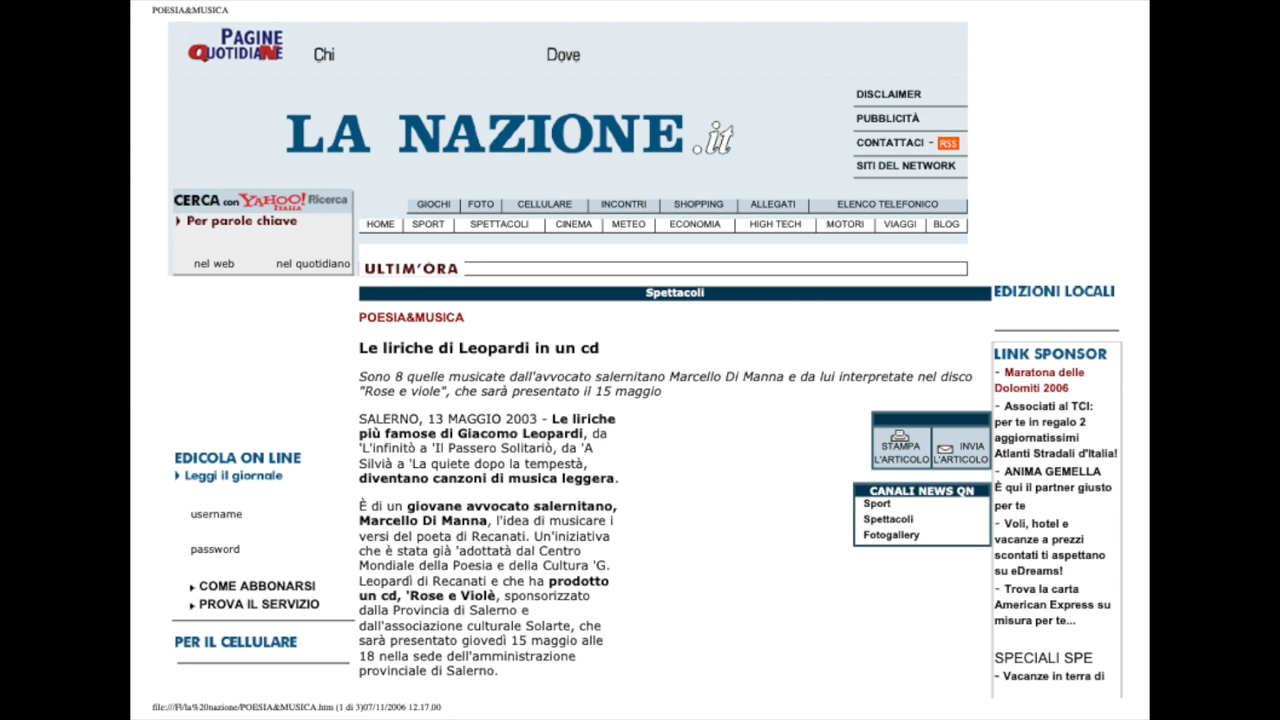 POESIA&MUSICA
PAGINE
QUOTIDIANE
Chi
Dove
DISCLAIMER
PUBBLICITÀ
CONTATTACI - RSS
SITI DEL NETWORK
LA NAZIONE.it
CERCA con YAHOO! ITALIA Ricerca
Per parole chiave
nel web nel quotidiano
GIOCHI FOTO CELLULARE INCONTRI SHOPPING ALLEGATI ELENCO TELEFONICO
HOME SPORT SPETTACOLI CINEMA METEO ECONOMIA HIGH TECH MOTORI VIAGGI BLOG
ULTIM'ORA
EDICOLA ON LINE
Leggi il giornale
username
password
COME ABBONARSI
PROVA IL SERVIZIO
PER IL CELLULARE
Spettacoli
POESIA&MUSICA
Le liriche di Leopardi in un cd
Sono 8 quelle musicate dall'avvocato salernitano Marcello Di Manna e da lui interpretate nel disco
"Rose e viole", che sarà presentato il 15 maggio
SALERNO, 13 MAGGIO 2003 - Le liriche
più famose di Giacomo Leopardi, da
'L'infinitò a 'Il Passero Solitariò, da 'A
Silvià a 'La quiete dopo la tempestà,
diventano canzoni di musica leggera.
È di un giovane avvocato salernitano,
Marcello Di Manna, l'idea di musicare i
versi del poeta di Recanati. Un'iniziativa
che è stata già 'adottatà dal Centro
Mondiale della Poesia e della Cultura 'G.
Leopardì di Recanati e che ha prodotto
un cd, 'Rose e Violè, sponsorizzato
dalla Provincia di Salerno e
dall'associazione culturale Solarte, che
sarà presentato giovedì 15 maggio alle
18 nella sede dell'amministrazione
provinciale di Salerno.
STAMPA
L'ARTICOLO
INVIA
L'ARTICOLO
CANALI NEWS QN
Sport
Spettacoli
Fotogallery
EDIZIONI LOCALI
LINK SPONSOR
- Maratona delle
Dolomiti 2006
- Associati al TCI:
per te in regalo 2
aggiornatissimi
Atlanti Stradali d'Italia!
- ANIMA GEMELLA
È qui il partner giusto
per te
- Voli, hotel e
vacanze a prezzi
scontati ti aspettano
su eDreams!
- Trova la carta
American Express su
misura per te...
SPECIALI SPE
- Vacanze in terra di
file:///F|/la%20nazione/POESIA&MUSICA.htm (1 di 3)07/11/2006 12.17.00